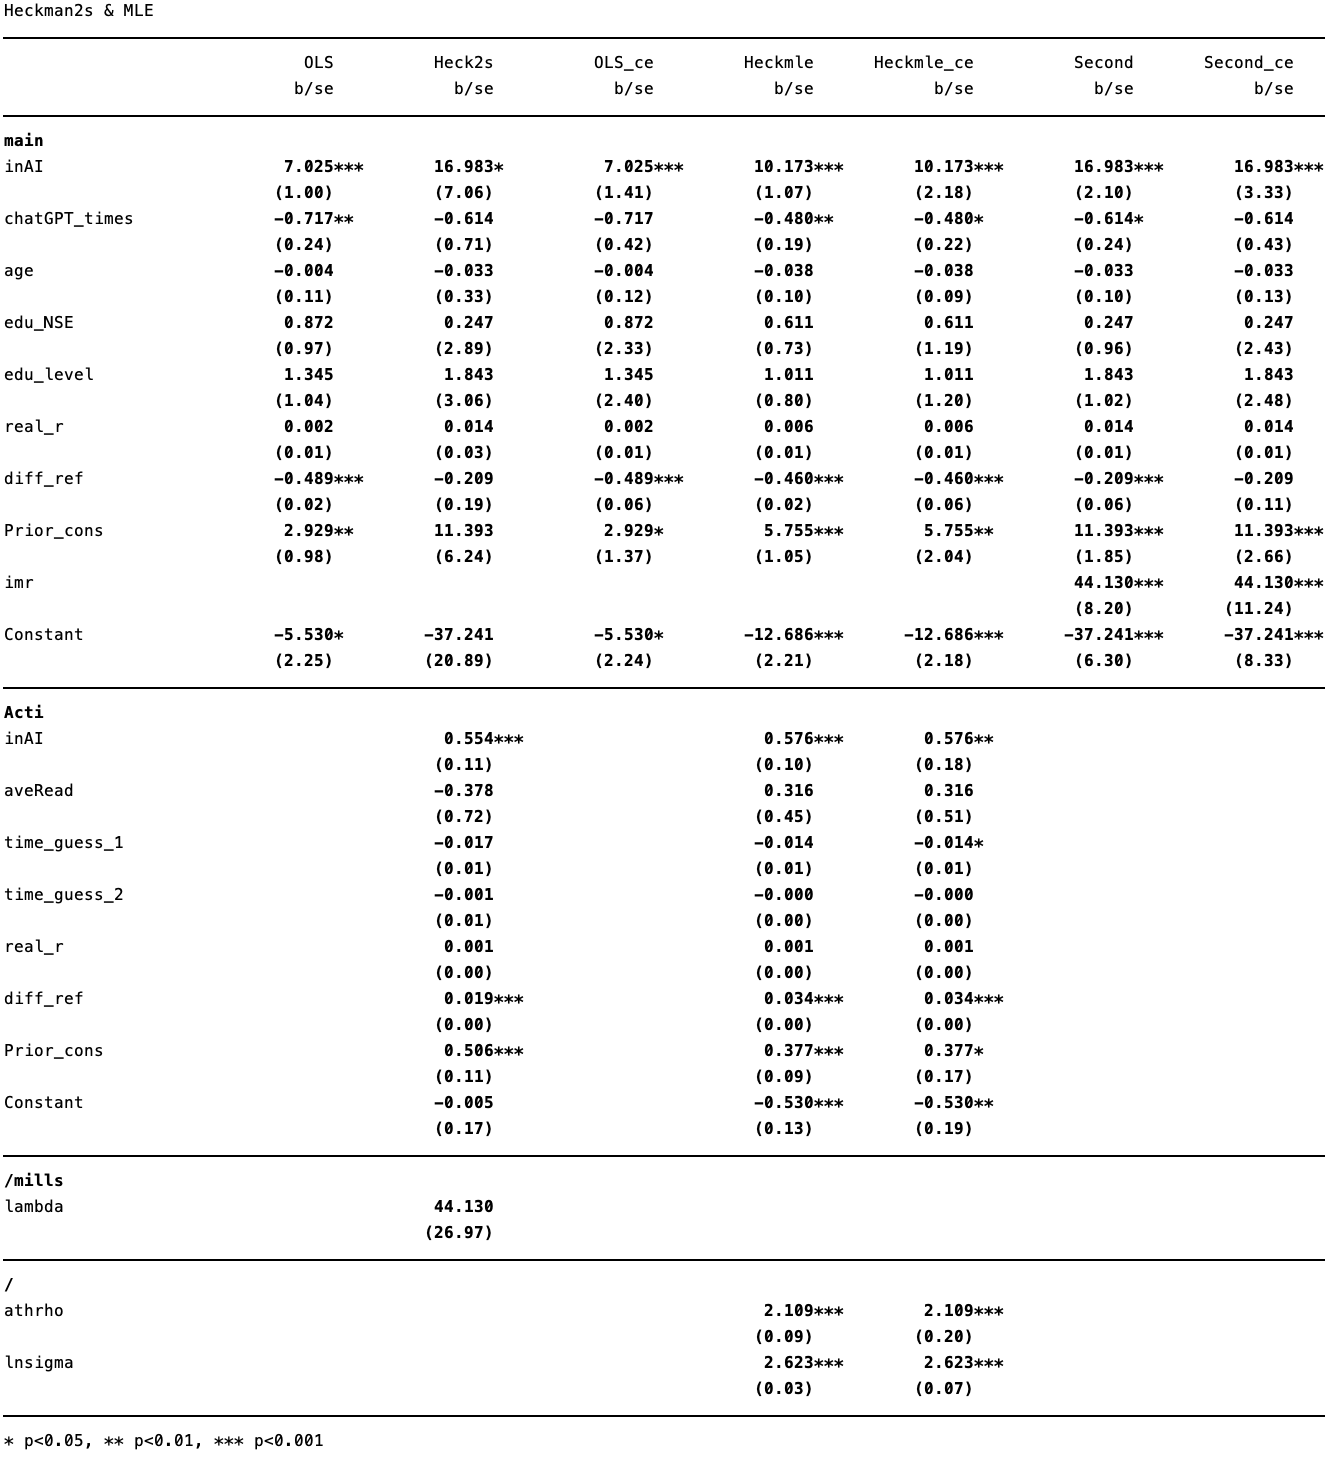 Heckman2s & MLE
OLS Heck2s OLS_ce Heckmle Heckmle_ce Second Second_ce
b/se b/se b/se b/se b/se b/se b/se
main
inAI 7.025*** 16.983* 7.025*** 10.173*** 10.173*** 16.983*** 16.983***
(1.00) (7.06) (1.41) (1.07) (2.18) (2.10) (3.33)
chatGPT_times -0.717** -0.614 -0.717 -0.480** -0.480* -0.614* -0.614
(0.24) (0.71) (0.42) (0.19) (0.22) (0.24) (0.43)
age -0.004 -0.033 -0.004 -0.038 -0.038 -0.033 -0.033
(0.11) (0.33) (0.12) (0.10) (0.09) (0.10) (0.13)
edu_NSE 0.872 0.247 0.872 0.611 0.611 0.247 0.247
(0.97) (2.89) (2.33) (0.73) (1.19) (0.96) (2.43)
edu_level 1.345 1.843 1.345 1.011 1.011 1.843 1.843
(1.04) (3.06) (2.40) (0.80) (1.20) (1.02) (2.48)
real_r 0.002 0.014 0.002 0.006 0.006 0.014 0.014
(0.01) (0.03) (0.01) (0.01) (0.01) (0.01) (0.01)
diff_ref -0.489*** -0.209 -0.489*** -0.460*** -0.460*** -0.209*** -0.209
(0.02) (0.19) (0.06) (0.02) (0.06) (0.06) (0.11)
Prior_cons 2.929** 11.393 2.929* 5.755*** 5.755** 11.393*** 11.393***
(0.98) (6.24) (1.37) (1.05) (2.04) (1.85) (2.66)
imr 44.130*** 44.130***
(8.20) (11.24)
Constant -5.530* -37.241 -5.530* -12.686*** -12.686*** -37.241*** -37.241***
(2.25) (20.89) (2.24) (2.21) (2.18) (6.30) (8.33)
Acti
inAI 0.554*** 0.576*** 0.576**
(0.11) (0.10) (0.18)
aveRead -0.378 0.316 0.316
(0.72) (0.45) (0.51)
time_guess_1 -0.017 -0.014 -0.014*
(0.01) (0.01) (0.01)
time_guess_2 -0.001 -0.000 -0.000
(0.01) (0.00) (0.00)
real_r 0.001 0.001 0.001
(0.00) (0.00) (0.00)
diff_ref 0.019*** 0.034*** 0.034***
(0.00) (0.00) (0.00)
Prior_cons 0.506*** 0.377*** 0.377*
(0.11) (0.09) (0.17)
Constant -0.005 -0.530*** -0.530**
(0.17) (0.13) (0.19)
/mills
lambda 44.130
(26.97)
/
athrho 2.109*** 2.109***
(0.09) (0.20)
lnsigma 2.623*** 2.623***
(0.03) (0.07)
* p<0.05, ** p<0.01, *** p<0.001